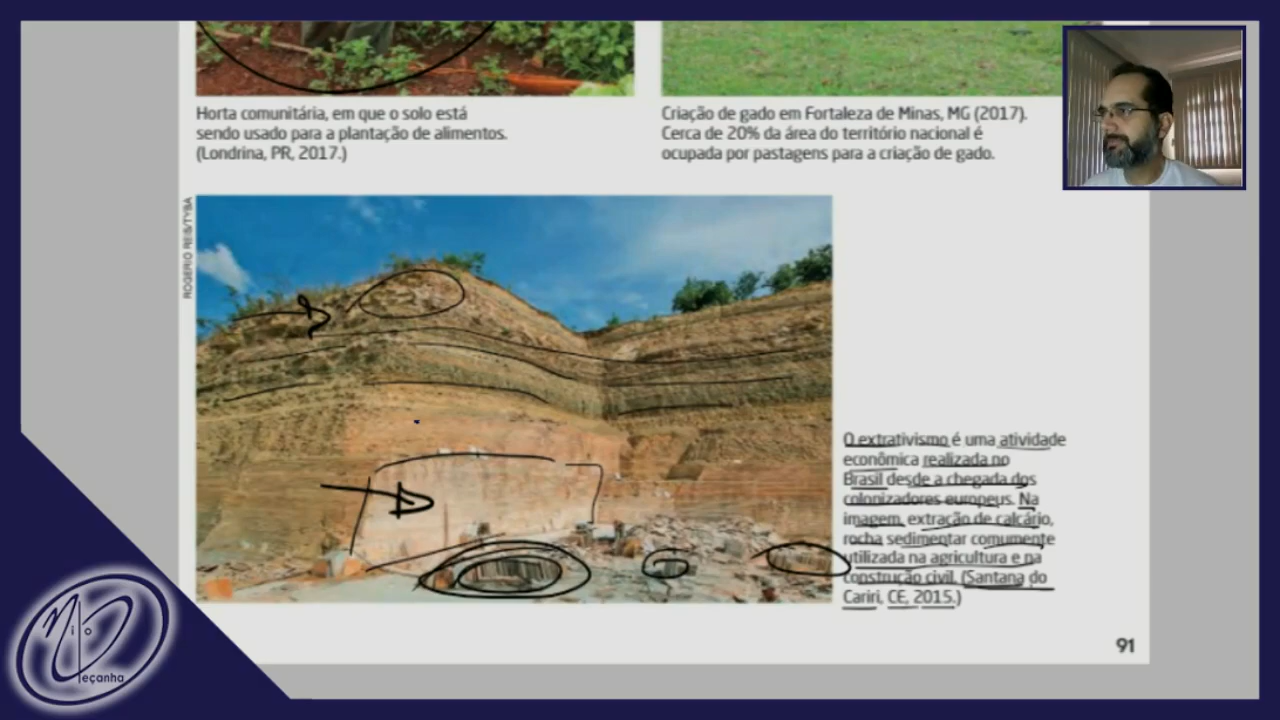 Horta comunitária, em que o solo está
sendo usado para a plantação de alimentos.
(Londrina, PR, 2017.)
Criação de gado em Fortaleza de Minas, MG (2017).
Cerca de 20% da área do território nacional é
ocupada por pastagens para a criação de gado.
ROGERIO REIS/TYBA
O extrativismo é uma atividade
econômica realizada no
Brasil desde a chegada dos
colonizadores europeus. Na
imagem, extração de calcário,
rocha sedimentar comumente
utilizada na agricultura e na
construção civil. (Santana do
Cariri, CE, 2015.)
91
eçanha